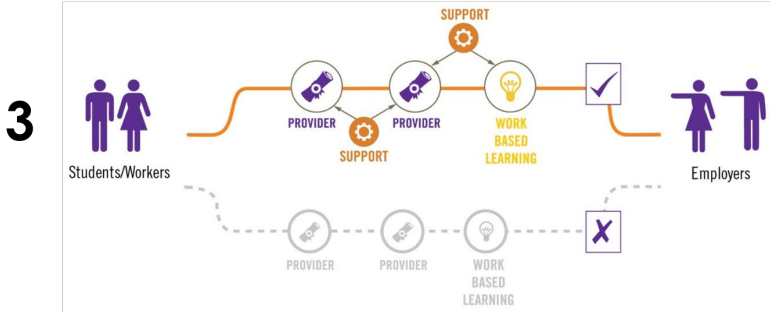 3
SUPPORT
PROVIDER
PROVIDER
WORK
BASED
LEARNING
SUPPORT
Students/Workers
Employers
PROVIDER
PROVIDER
WORK
BASED
LEARNING